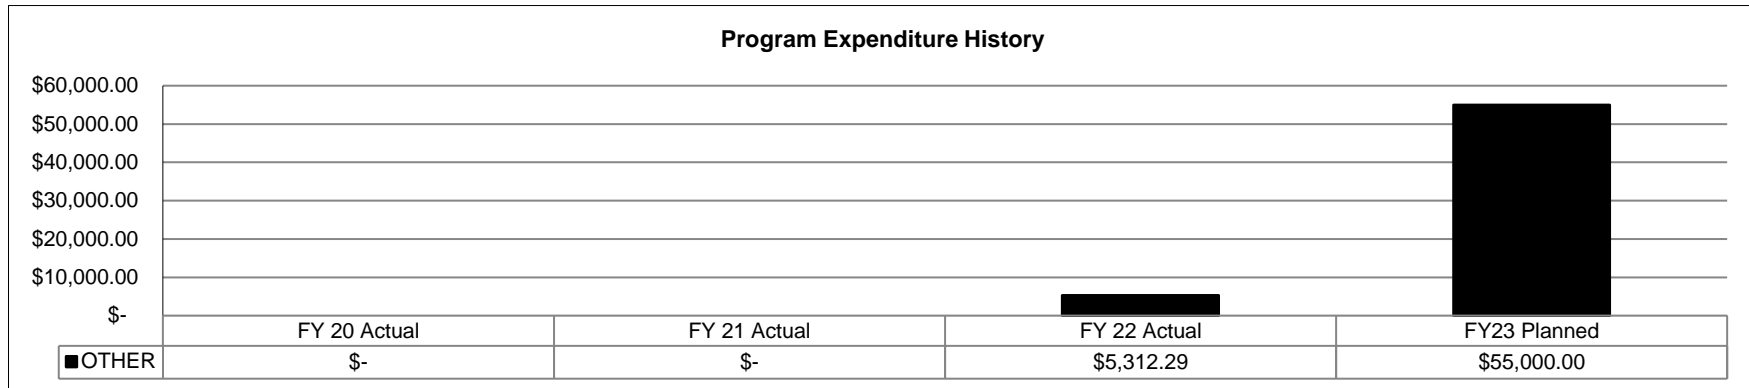 Program Expenditure History
$60,000.00
$50,000.00
$40,000.00
$30,000.00
$20,000.00
$10,000.00
$-
FY 20 Actual FY 21 Actual FY 22 Actual FY23 Planned
OTHER $- $- $5,312.29 $55,000.00